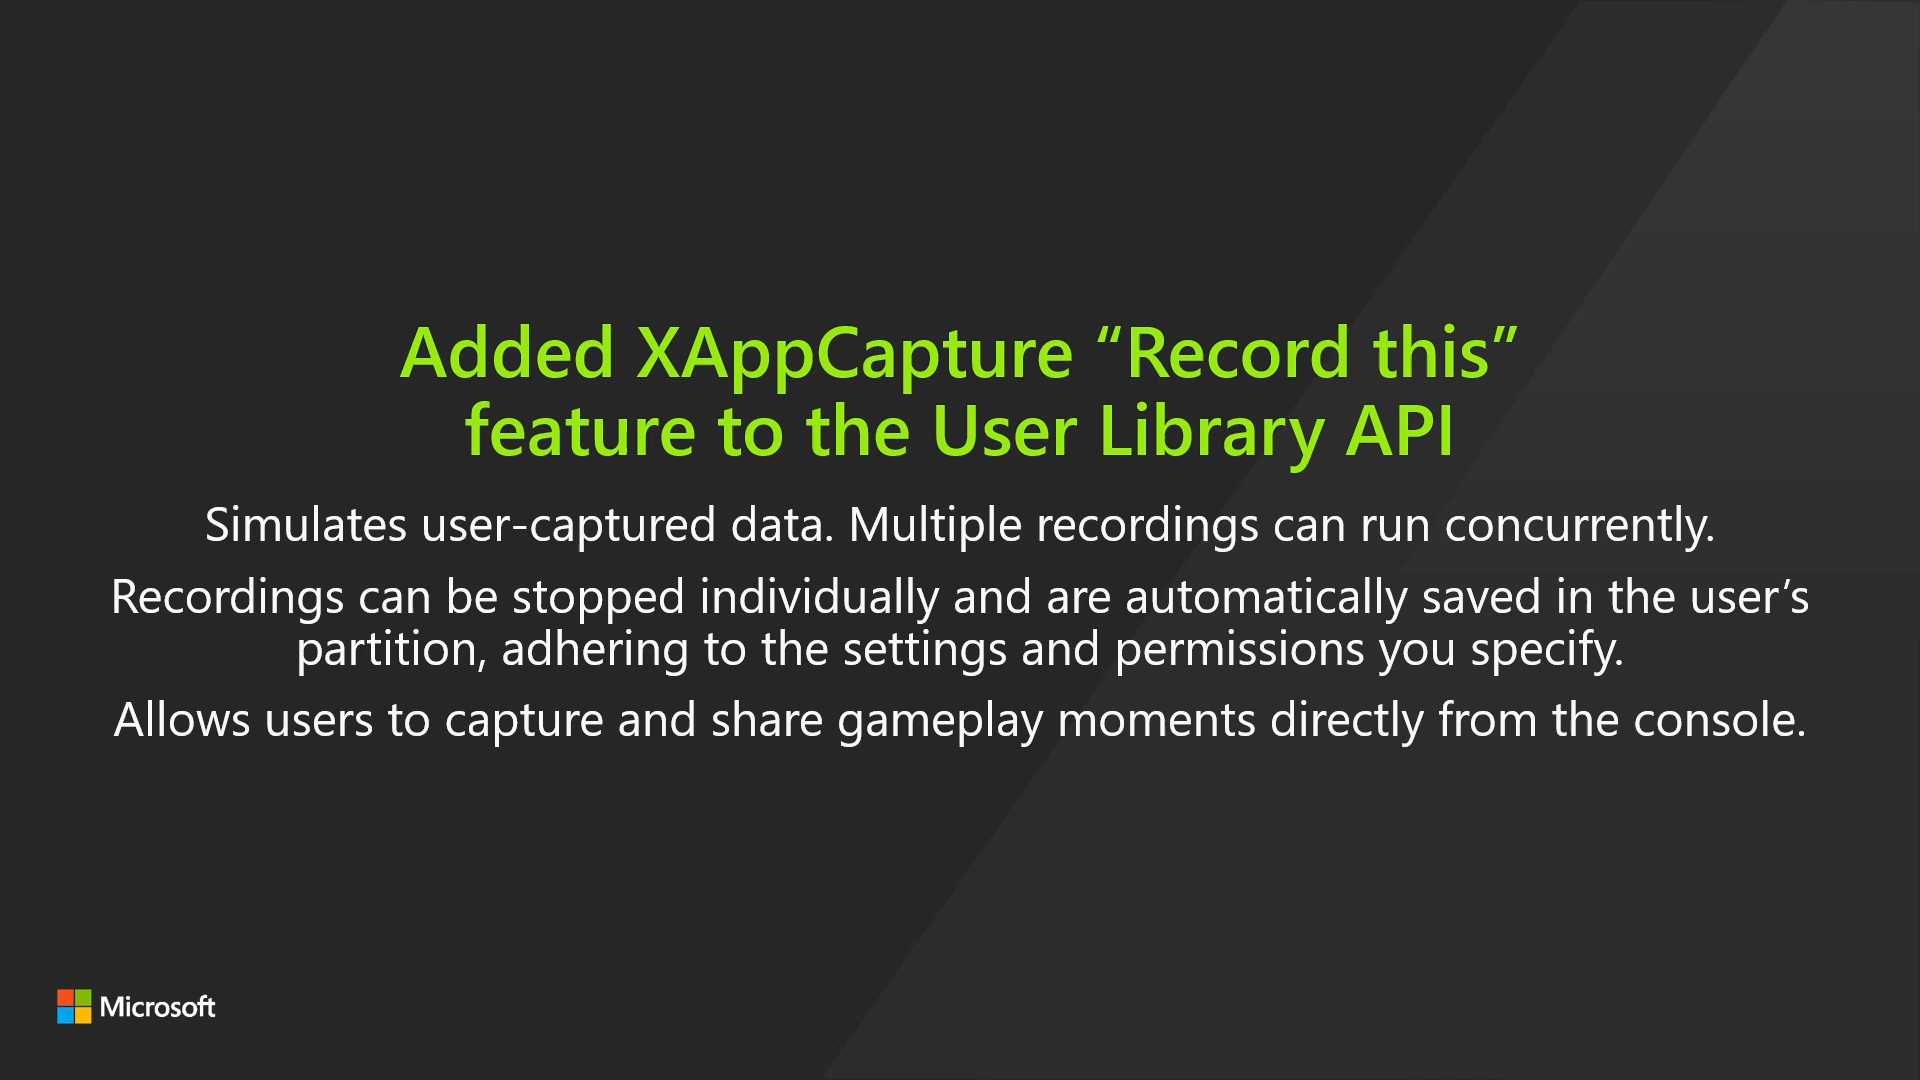 Added XAppCapture “Record this”
feature to the User Library API
Simulates user-captured data. Multiple recordings can run concurrently.
Recordings can be stopped individually and are automatically saved in the user’s
partition, adhering to the settings and permissions you specify.
Allows users to capture and share gameplay moments directly from the console.
Microsoft